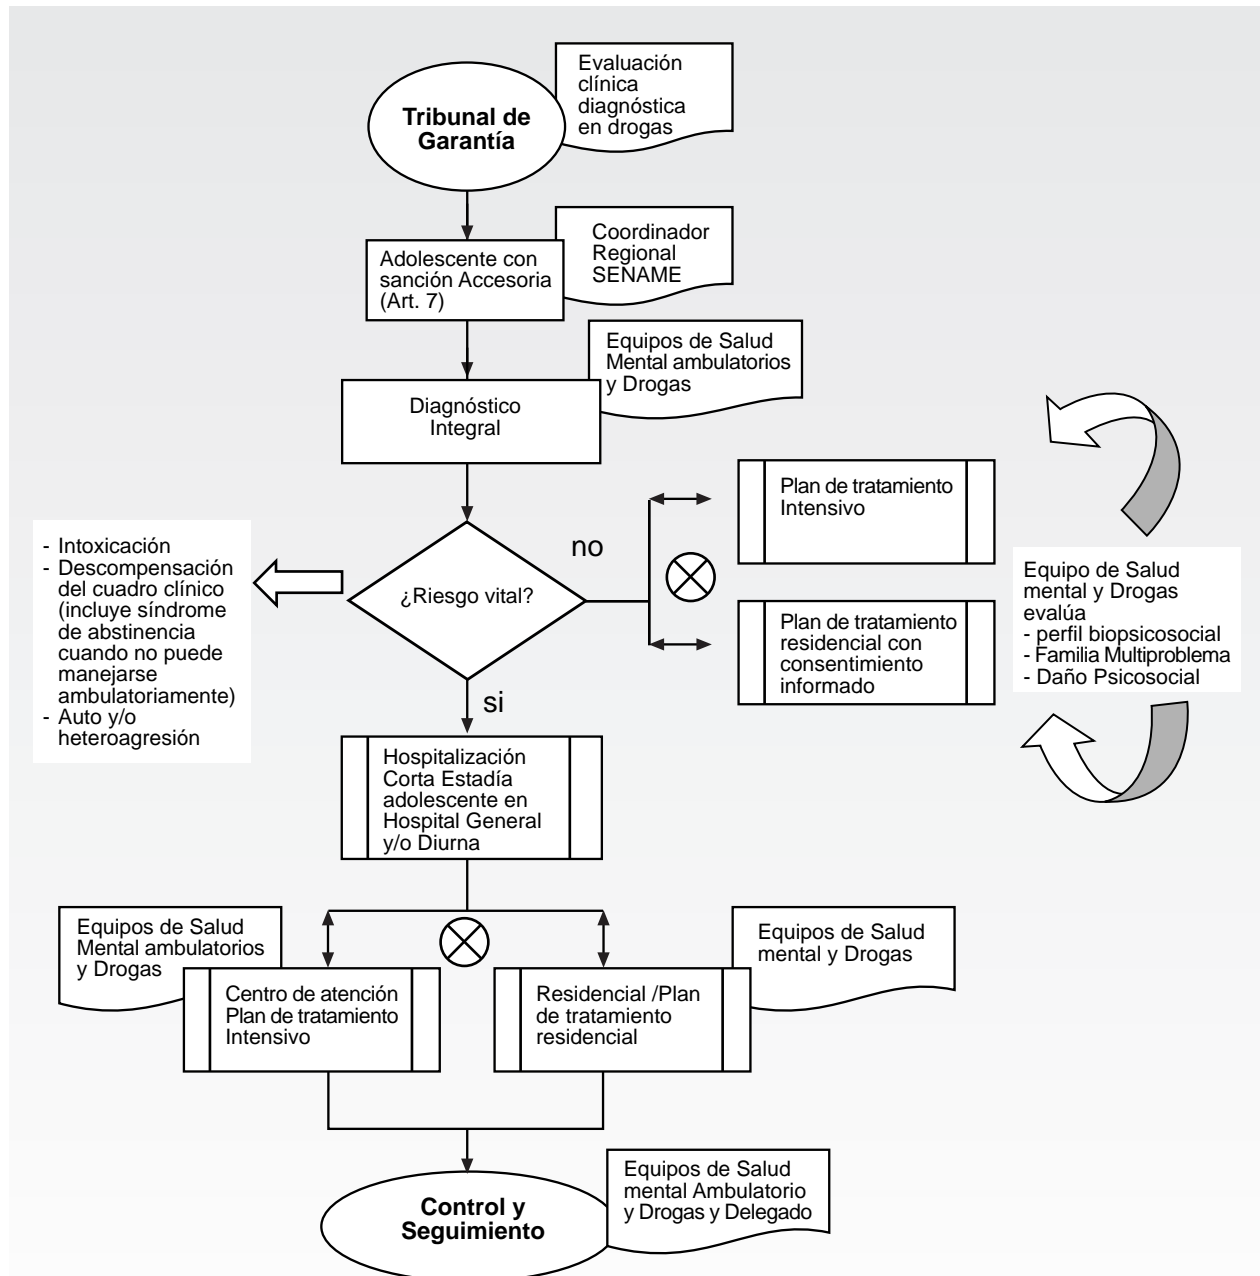 Evaluación
clínica
diagnóstica
en drogas
Tribunal de
Garantía
Coordinador
Regional
SENAME
Adolescente con
sanción Accesoria
(Art. 7)
Equipos de Salud
Mental ambulatorios
y Drogas
Diagnóstico
Integral
Plan de tratamiento
Intensivo
no
- Intoxicación
- Descompensación
del cuadro clínico
(incluye síndrome
de abstinencia
cuando no puede
manejarse
ambulatoriamente)
- Auto y/o
heteroagresión
¿Riesgo vital?
Plan de tratamiento
residencial con
consentimiento
informado
Equipo de Salud
mental y Drogas
evalúa
- perfil biopsicosocial
- Familia Multiproblema
- Daño Psicosocial
si
Hospitalización
Corta Estadía
adolescente en
Hospital General
y/o Diurna
Equipos de Salud
Mental ambulatorios
y Drogas
Equipos de Salud
mental y Drogas
Centro de atención
Plan de tratamiento
Intensivo
Residencial /Plan
de tratamiento
residencial
Equipos de Salud
mental Ambulatorio
y Drogas y Delegado
Control y
Seguimiento